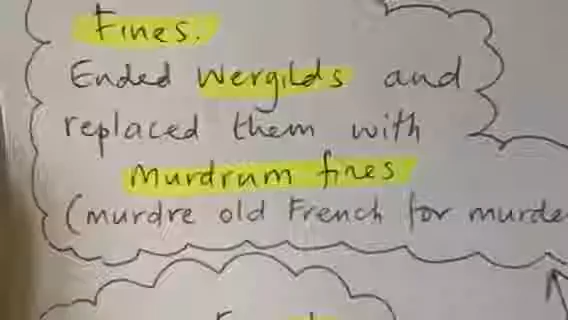 Fines.
Ended Wergilds and
replaced them with
Murdrum fines
(murdre old French for murde